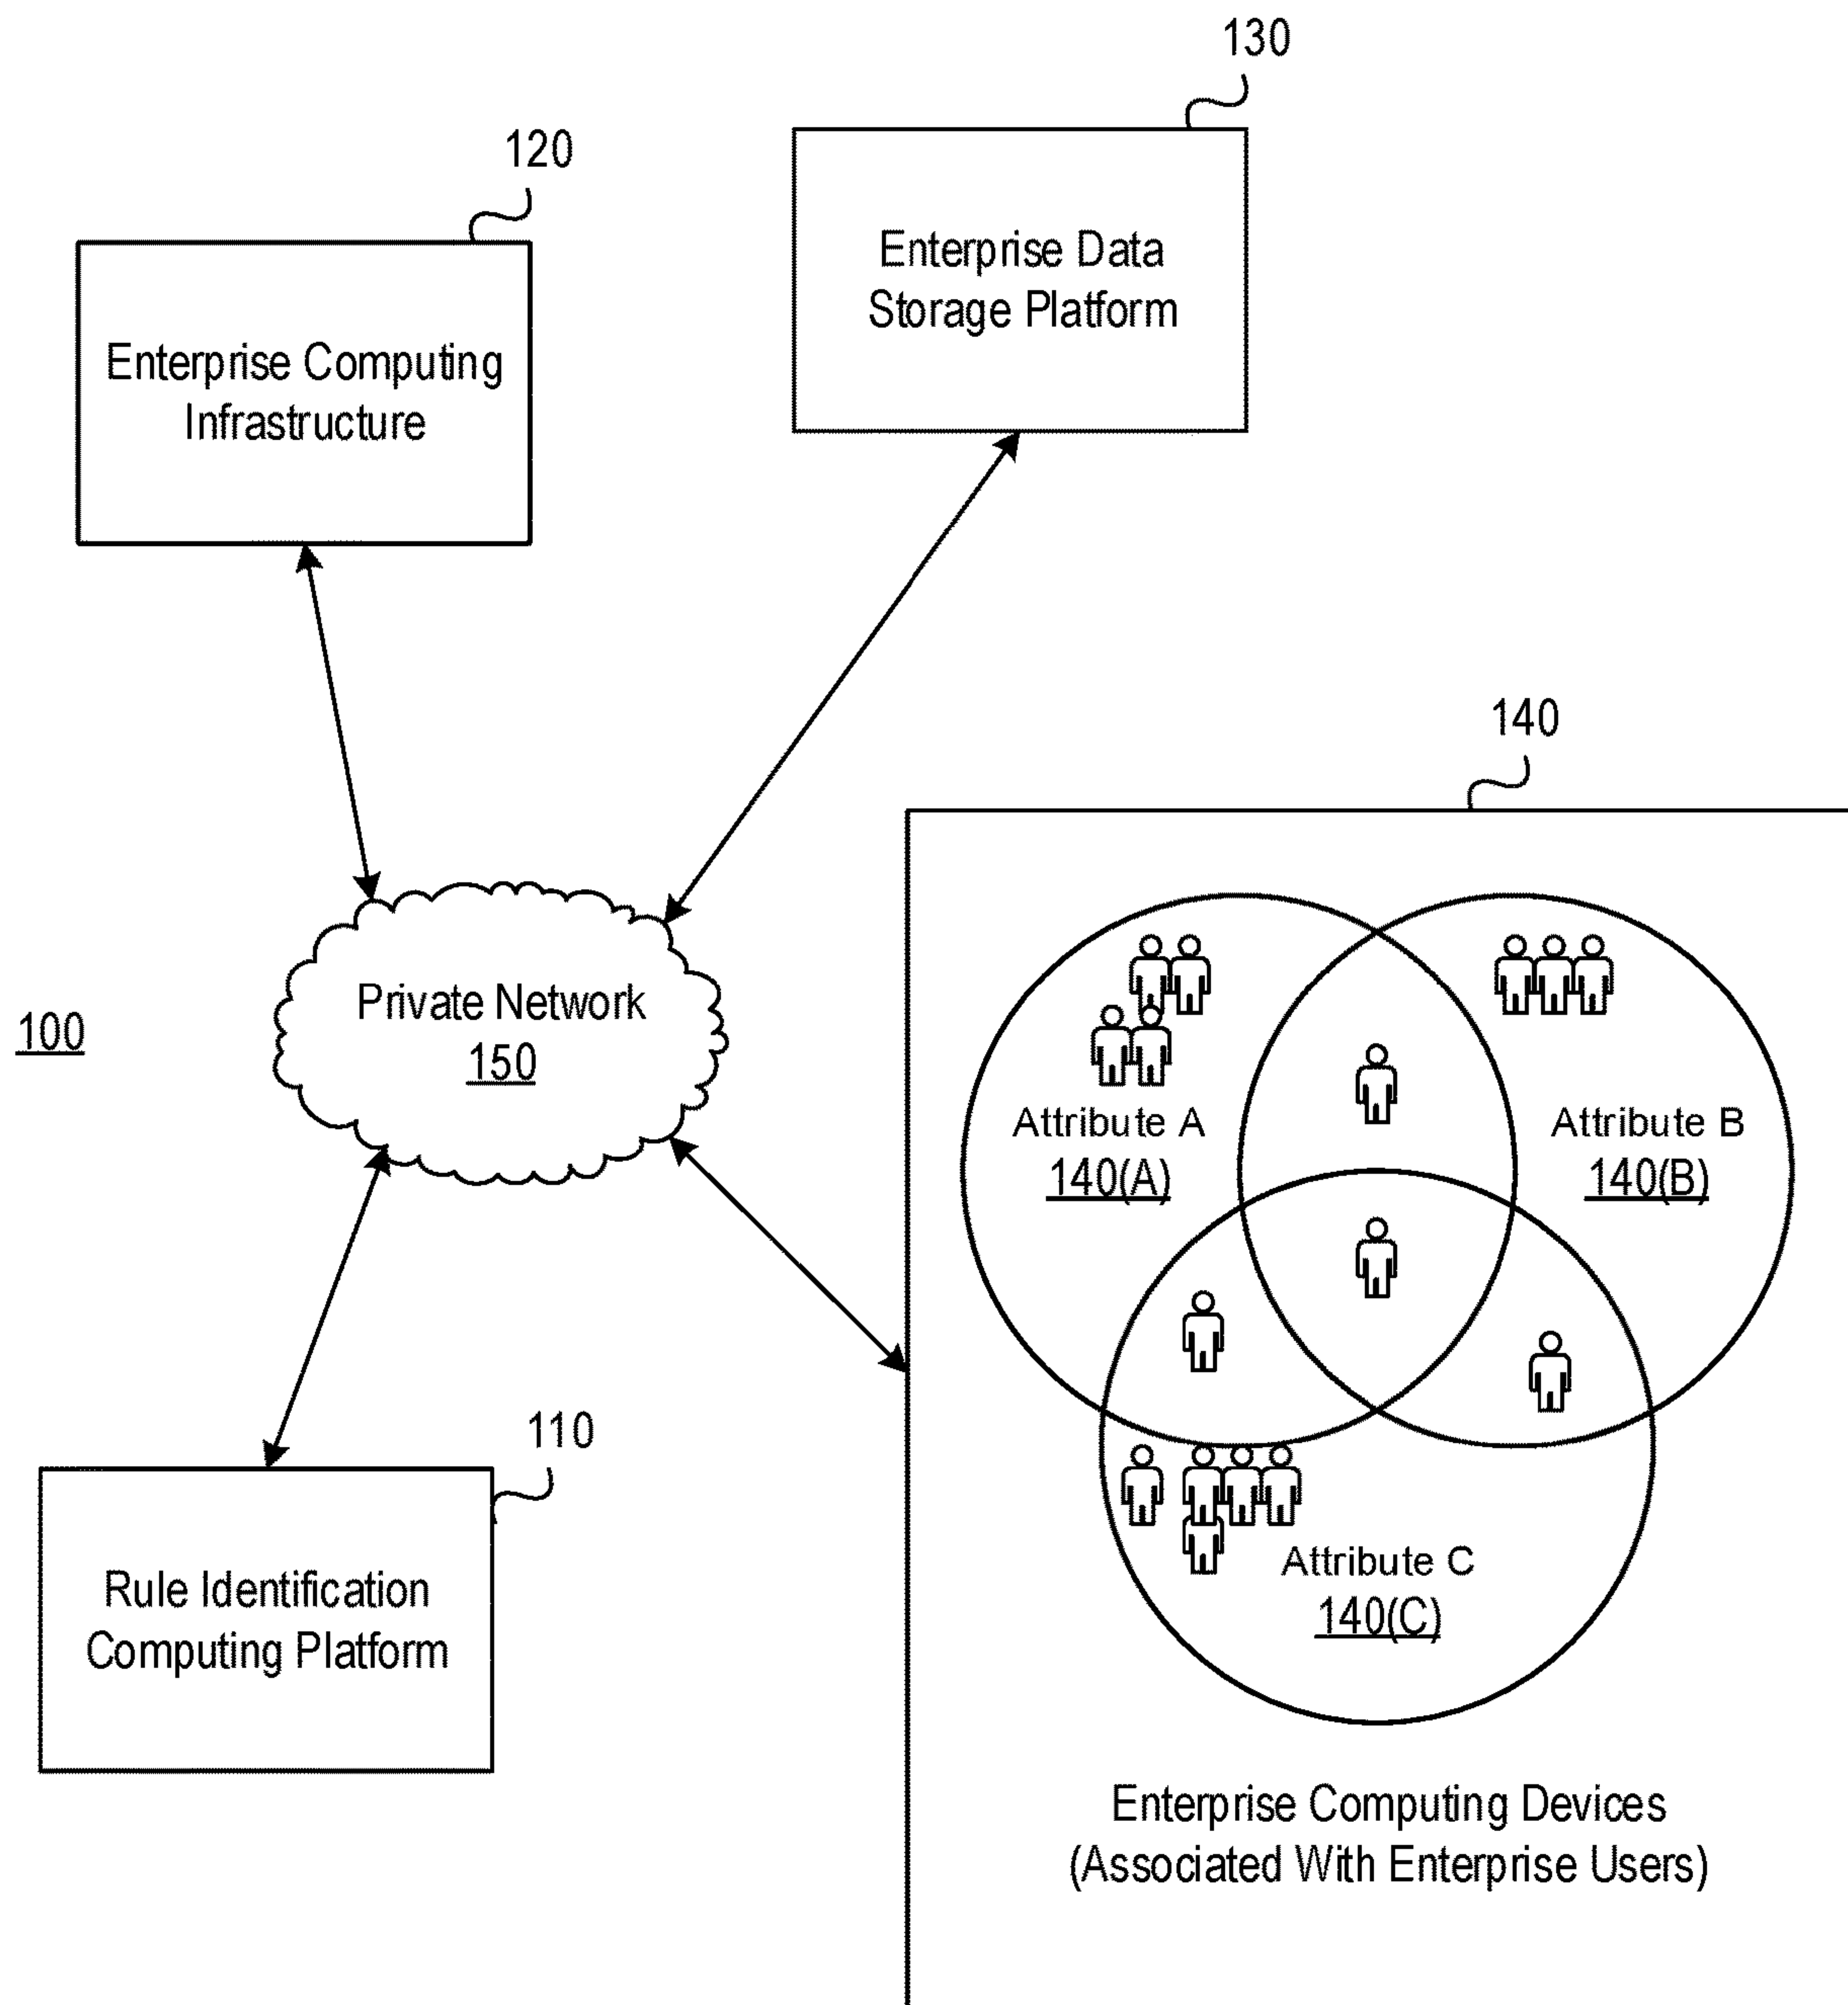 130
120
Enterprise Data
Storage Platform
Enterprise Computing
Infrastructure
140
Private Network
150
100
Attribute A
140(A)
Attribute B
140(B)
110
Rule Identification
Computing Platform
Attribute C
140(C)
Enterprise Computing Devices
(Associated With Enterprise Users)